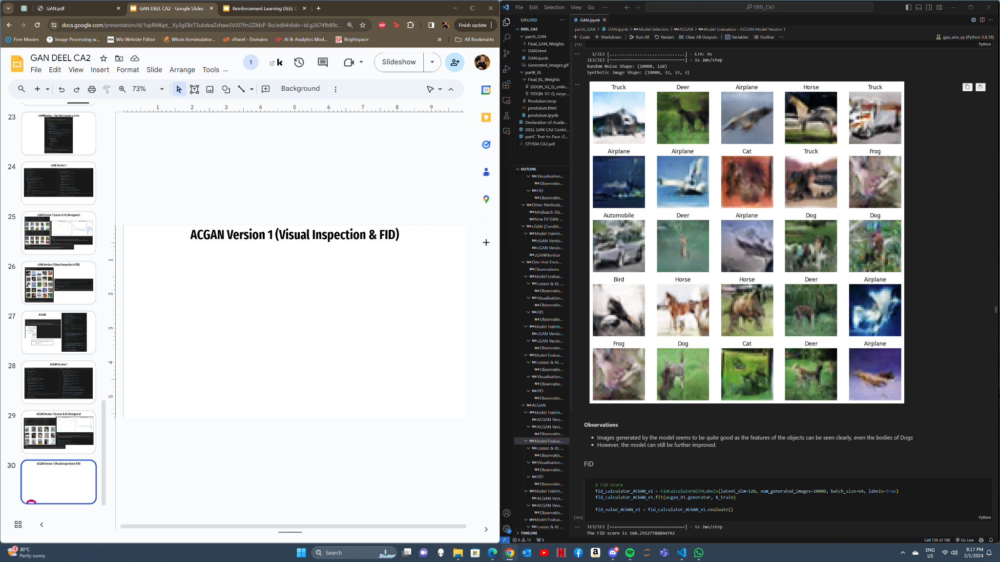 GAN.pdf
GAN DEEL CA2 - Google Slides
Reinforcement Learning DEEL C
docs.google.com/presentation/d/1xpRM6pt__Xy3gEBx73ukdeaZxhaw3VJ07fm2ZMzP-Bo/edit#slide=id.g2674fb89c...
Finish update
Free Movies
Image Processing w...
Wix Website Editor
Whois firesimulator...
cPanel - Domains
AI & Analytics Mod...
Brightspace
All Bookmarks
GAN DEEL CA2
File Edit View Insert Format Slide Arrange Tools ...
1
Slideshow
73%
Background
1 2 3 4 5 6 7 8 9
23
cGANMonitor + One Hot Encode y_train
24
cGAN Version 1
25
cGAN Version 1 (Losses & KL Divergence)
26
cGAN Version 1 (Visual Inspection & FID)
27
ACGAN
28
ACGAN Version 1
29
ACGAN Version 1 (Losses & KL Divergence)
30
ACGAN Version 1 (Visual Inspection & FID)
ACGAN Version 1 (Visual Inspection & FID)
1
2
3
4
5
File Edit Selection View Go ...
DEEL_CA2
EXPLORER
DEEL_CA2
partA_GAN
Final_GAN_Weights
GAN.html
GAN.ipynb
Generated_Images.gif
partB_RL
Final_RL_Weights
DDQN_V2_Q_onlin...
DDQN_V2_Q_targe...
Pendulum.bmp
pendulum.html
pendulum.ipynb
Declaration of Acade...
DEEL GAN CA2 Contri...
partC_Text-to-Face_G...
ST1504 CA2.pdf
OUTLINE
Visualisation...
Observatio...
FID
Observatio...
Other Methods...
Minibatch Dis...
New DCGAN ...
cGAN (Conditi...
Model Trainin...
cGAN Versio...
cGAN Versio...
cGANMonitor
One-Hot Enco...
Observations
Model Evalua...
Losses & KL ...
Observatio...
Visualisation...
Observatio...
FID
Observatio...
Model Trainin...
cGAN Versio...
cGAN Versio...
Observatio...
Model Evalua...
Losses & KL ...
Observatio...
Visualisation...
Observatio...
FID
Observatio...
ACGAN
Model Trainin...
ACGAN Vers...
ACGAN Vers...
Observatio...
Model Evalua...
Losses & KL ...
Observatio...
Visualisation...
Observatio...
FID
Observatio...
Model Trainin...
ACGAN Vers...
ACGAN Vers...
Observatio...
Model Evalua...
Losses & KL ...
TIMELINE
GAN.ipynb
partA_GAN > GAN.ipynb > Model Selection > ACGAN > Model Evaluation - ACGAN Model Version 1
+ Code + Markdown Run All Restart Clear All Outputs Variables Outline ...
gpu_env_sp (Python 3.8.18)
[43]
Python
1/313 [..............................] - ETA: 4s
313/313 [==============================] - 1s 2ms/step
Random Noise Shape: (10000, 128)
Synthetic Image Shape: (10000, 32, 32, 3)
Truck Deer Airplane Horse Truck
Airplane Airplane Cat Truck Frog
Automobile Deer Airplane Dog Dog
Bird Horse Horse Deer Airplane
Frog Dog Cat Deer Airplane
Observations
• Images generated by the model seems to be quite good as the features of the objects can be seen clearly, even the bodies of Dogs
• However, the model can still be further improved.
FID
# FID Score
fid_calculator_ACGAN_v1 = FIDCalculatorWithLabels(latent_dim=128, num_generated_images=10000, batch_size=64, labels=True)
fid_calculator_ACGAN_v1.fit(acgan_V1.generator, X_train)
fid_value_ACGAN_v1 = fid_calculator_ACGAN_v1.evaluate()
[212]
Python
313/313 [==============================] - 1s 2ms/step
The FID score is 160.25527788894792
0 11 0
Cell 136 of 198 Go Live
1
30°C
Partly sunny
Search
ENG
US
8:17 PM
2/1/2024